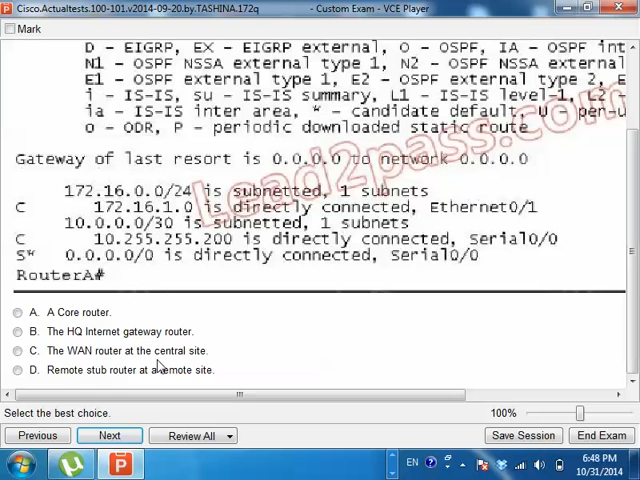 Cisco.Actualtests.100-101.v2014-09-20.by.TASHINA.172q - Custom Exam - VCE Player
Mark
D - EIGRP, EX - EIGRP external, O - OSPF, IA - OSPF int
N1 - OSPF NSSA external type 1, N2 - OSPF NSSA exter
E1 - OSPF external type 1, E2 - OSPF external type 2, E
i - IS-IS, su - IS-IS summary, L1 - IS-IS level-1, L2 -
ia - IS-IS inter area, * - candidate default, U - per-u
o - ODR, P - periodic downloaded static route
Lead2pass.com
Gateway of last resort is 0.0.0.0 to network 0.0.0.0
172.16.0.0/24 is subnetted, 1 subnets
C 172.16.1.0 is directly connected, Ethernet0/1
10.0.0.0/30 is subnetted, 1 subnets
C 10.255.255.200 is directly connected, Serial0/0
S* 0.0.0.0/0 is directly connected, Serial0/0
RouterA#
A. A Core router.
B. The HQ Internet gateway router.
C. The WAN router at the central site.
D. Remote stub router at a remote site.
Select the best choice. 100%
Previous Next Review All Save Session End Exam
EN 6:48 PM
10/31/2014